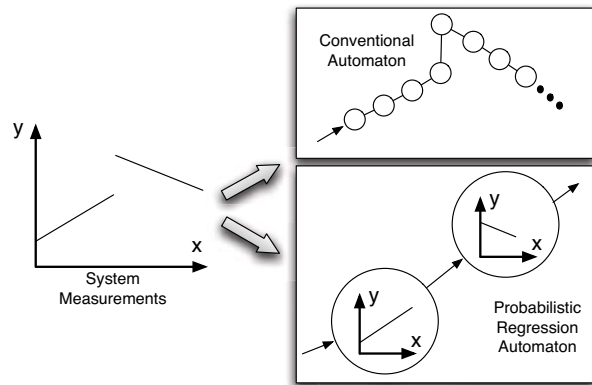 Conventional
Automaton
y
x
System
Measurements
y
x
y
x
Probabilistic
Regression
Automaton